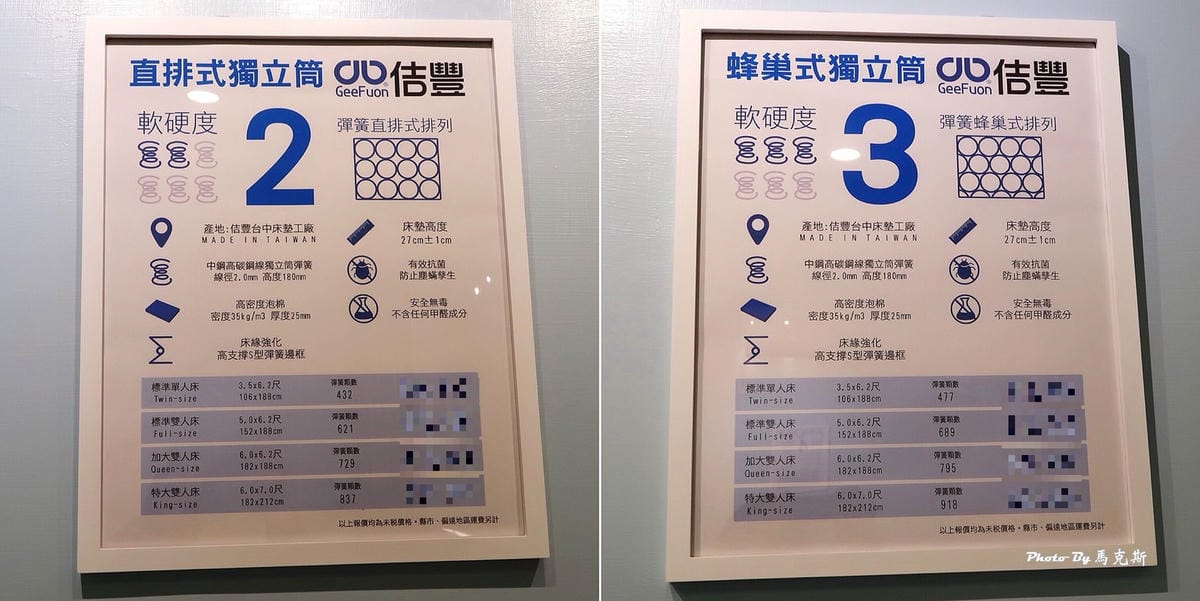 直排式獨立筒
GeeFuon
佶豐
軟硬度
2
彈簧直排式排列
產地:佶豐台中床墊工廠
MADE IN TAIWAN
床墊高度
27cm±1cm
中鋼高碳鋼線獨立筒彈簧
線徑2.0mm 高度180mm
有效抗菌
防止塵蟎孳生
高密度泡棉
密度35kg/m3 厚度25mm
安全無毒
不含任何甲醛成分
床緣強化
高支撐S型彈簧邊框
標準單人床 3.5x6.2尺 彈簧顆數
Twin-size 106x188cm 432
標準雙人床 5.0x6.2尺 彈簧顆數
Full-size 152x188cm 621
加大雙人床 6.0x6.2尺 彈簧顆數
Queen-size 182x188cm 729
特大雙人床 6.0x7.0尺 彈簧顆數
King-size 182x212cm 837
以上報價均為未稅價格。縣市、偏遠地區運費另計
蜂巢式獨立筒
GeeFuon
佶豐
軟硬度
3
彈簧蜂巢式排列
產地:佶豐台中床墊工廠
MADE IN TAIWAN
床墊高度
27cm±1cm
中鋼高碳鋼線獨立筒彈簧
線徑2.0mm 高度180mm
有效抗菌
防止塵蟎孳生
高密度泡棉
密度35kg/m3 厚度25mm
安全無毒
不含任何甲醛成分
床緣強化
高支撐S型彈簧邊框
標準單人床 3.5x6.2尺 彈簧顆數
Twin-size 106x188cm 477
標準雙人床 5.0x6.2尺 彈簧顆數
Full-size 152x188cm 689
加大雙人床 6.0x6.2尺 彈簧顆數
Queen-size 182x188cm 795
特大雙人床 6.0x7.0尺 彈簧顆數
King-size 182x212cm 918
以上報價均為未稅價格。縣市、偏遠地區運費另計
Photo By 馬克斯